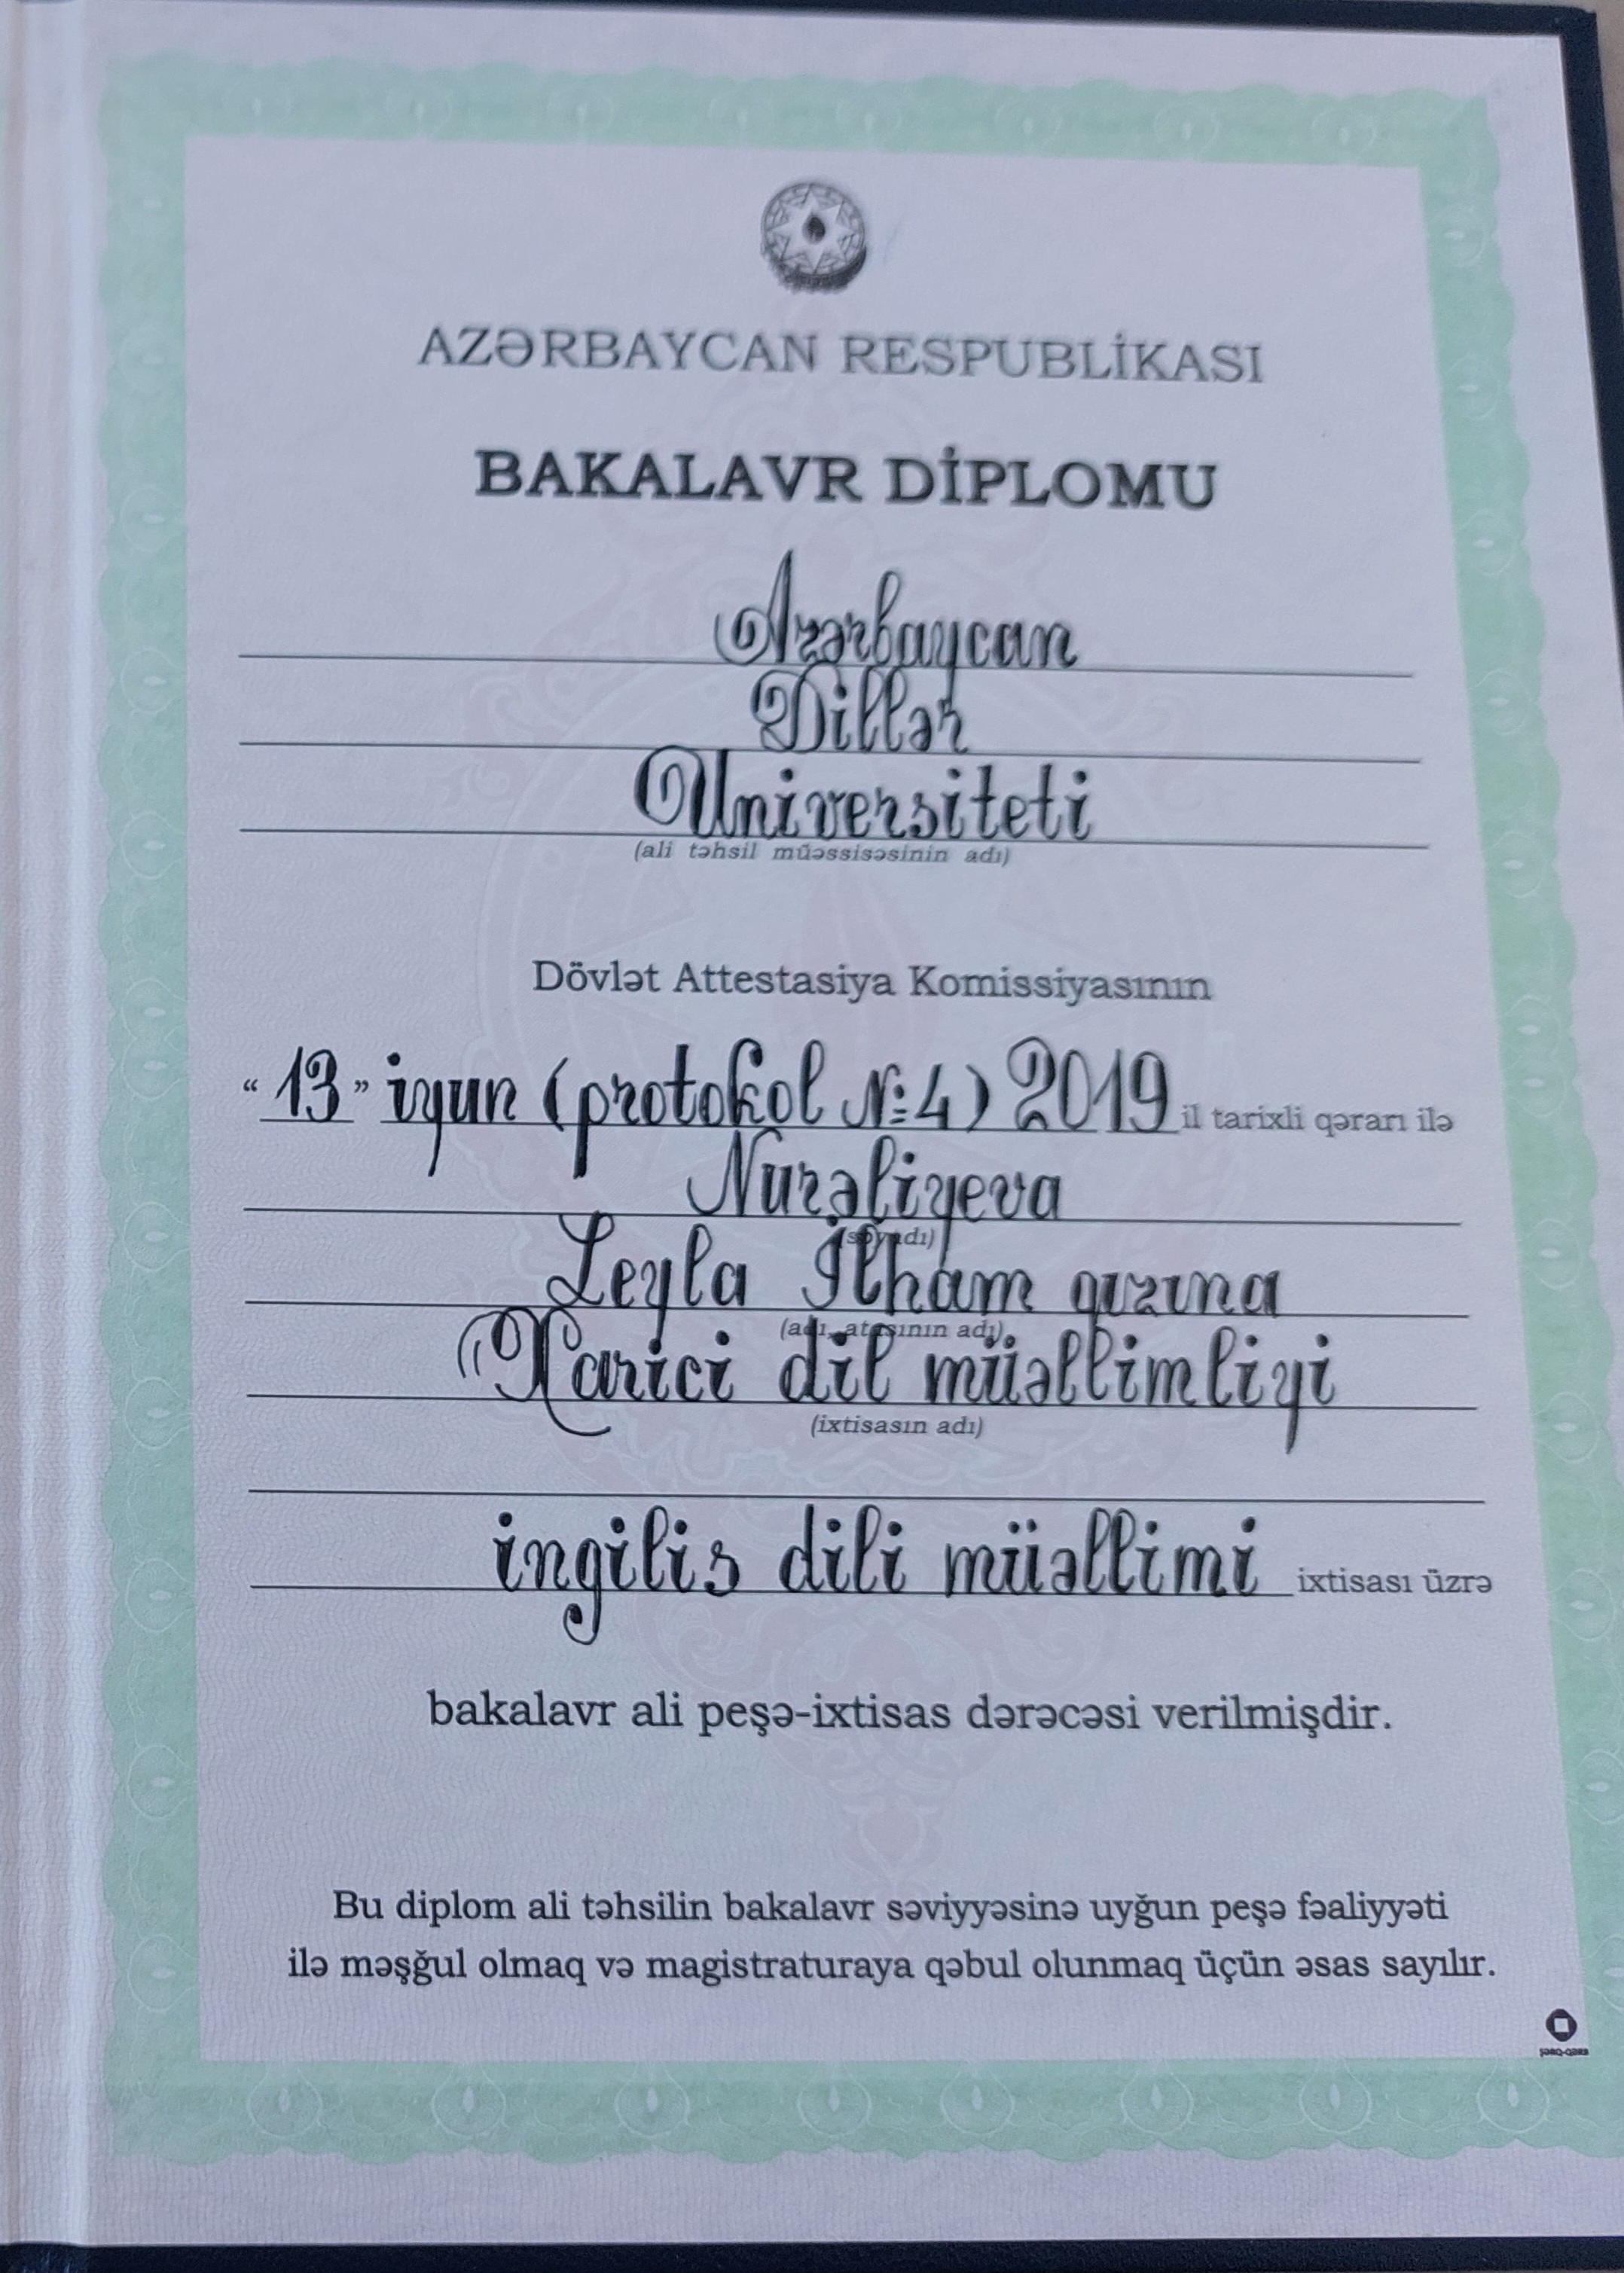 AZƏRBAYCAN RESPUBLİKASI
BAKALAVR DİPLOMU
Azərbaycan
Dillər
Universiteti
(ali təhsil müəssisəsinin adı)
Dövlət Attestasiya Komissiyasının
"13" iyun (protokol №4) 2019 il tarixli qərarı ilə
Nurəliyeva
(soyadı)
Leyla İlham qızına
(adı, atasının adı)
Xarici dil müəllimliyi
(ixtisasın adı)
ingilis dili müəllimi ixtisası üzrə
bakalavr ali peşə-ixtisas dərəcəsi verilmişdir.
Bu diplom ali təhsilin bakalavr səviyyəsinə uyğun peşə fəaliyyəti
ilə məşğul olmaq və magistraturaya qəbul olunmaq üçün əsas sayılır.
ŞƏRQ-QƏRB